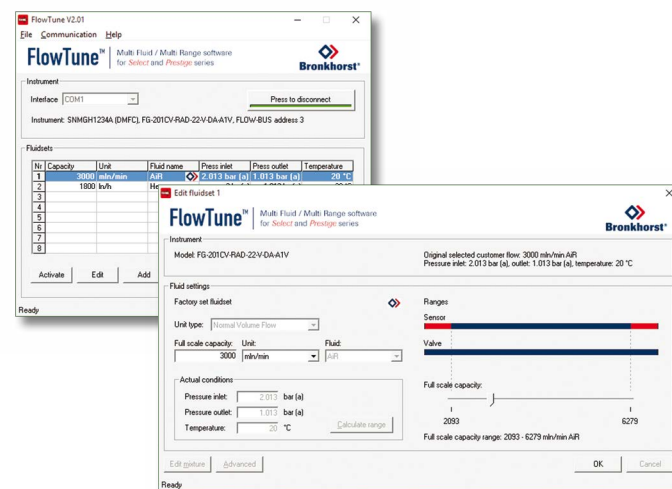 FlowTune V2.01
File Communication Help
FlowTune™ Multi Fluid / Multi Range software
for Select and Prestige series
Bronkhorst®
Instrument
Interface COM1 Press to disconnect
Instrument: SNMGH1234A (DMFC), FG-201CV-RAD-22-V-DA-A1V, FLOW-BUS address 3
Fluidsets
Nr Capacity Unit Fluid name Press inlet Press outlet Temperature
1 3000 mln/min AiR 2.013 bar (a) 1.013 bar (a) 20 °C
2 1800 ln/h He
3
4
5
6
7
8
Activate Edit Add
Ready
Edit fluidset 1
FlowTune™ Multi Fluid / Multi Range software
for Select and Prestige series
Bronkhorst®
Instrument
Model: FG-201CV-RAD-22-V-DA-A1V
Original selected customer flow: 3000 mln/min AiR
Pressure inlet: 2.013 bar (a), outlet: 1.013 bar (a), temperature: 20 °C
Fluid settings
Factory set fluidset
Unit type: Normal Volume Flow
Full scale capacity: Unit: Fluid:
3000 mln/min AiR
Actual conditions
Pressure inlet: 2.013 bar (a)
Pressure outlet: 1.013 bar (a)
Temperature: 20 °C
Calculate range
Ranges
Sensor
Valve
Full scale capacity:
2093 6279
Full scale capacity range: 2093 - 6279 mln/min AiR
Edit mixture Advanced OK Cancel
Ready